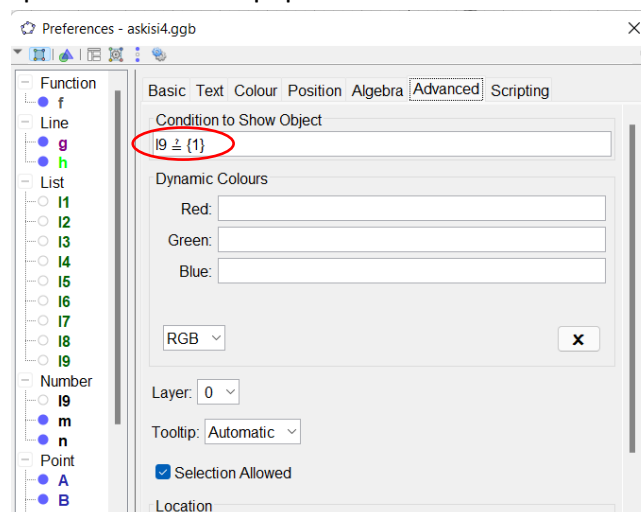 Preferences - askisi4.ggb
Function
f
Line
g
h
List
l1
l2
l3
l4
l5
l6
l7
l8
l9
Number
l9
m
n
Point
A
B
Basic Text Colour Position Algebra Advanced Scripting
Condition to Show Object
l9 ≟ {1}
Dynamic Colours
Red:
Green:
Blue:
RGB
x
Layer: 0
Tooltip: Automatic
Selection Allowed
Location